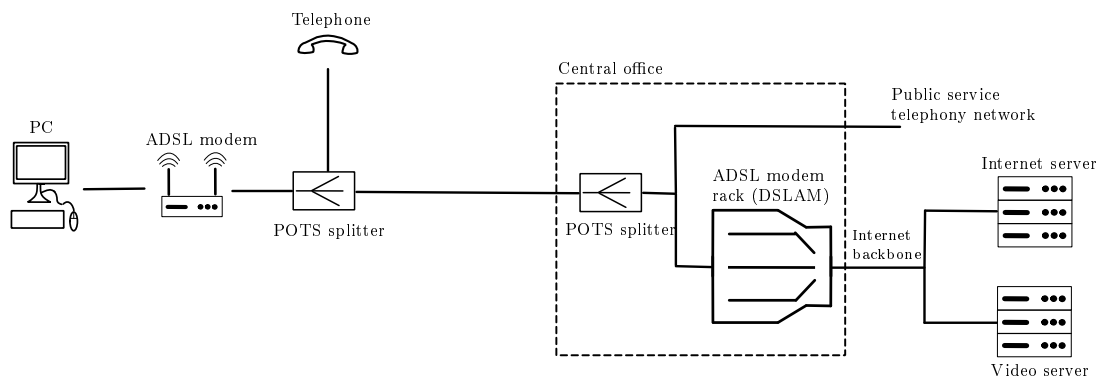 Telephone
Central office
Public service
telephony network
PC
ADSL modem
Internet server
ADSL modem
rack (DSLAM)
POTS splitter
POTS splitter
Internet
backbone
Video server